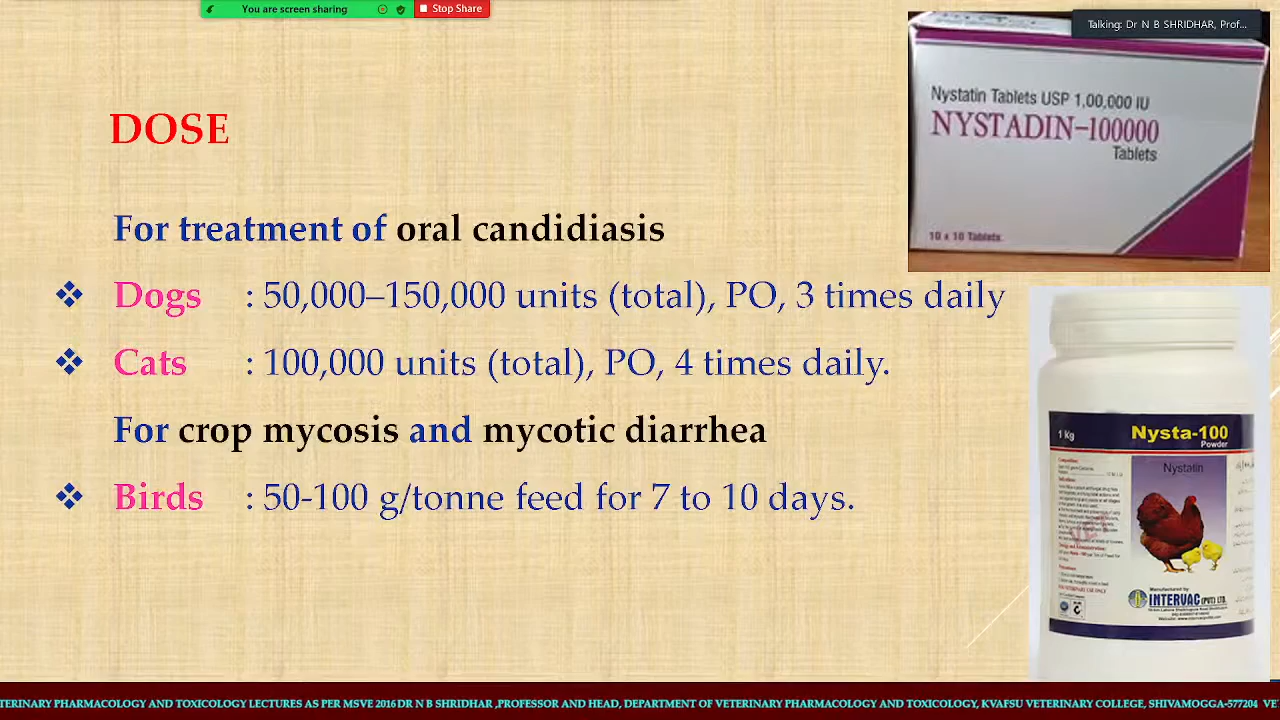 You are screen sharing
Stop Share
Talking: Dr N B SHRIDHAR, Prof...
DOSE
For treatment of oral candidiasis
❖ Dogs : 50,000–150,000 units (total), PO, 3 times daily
❖ Cats : 100,000 units (total), PO, 4 times daily.
For crop mycosis and mycotic diarrhea
❖ Birds : 50-100 g/tonne feed for 7 to 10 days.
Nystatin Tablets USP 1,00,000 IU
NYSTADIN-100000
Tablets
10 x 10 Tablets
1 Kg
Nysta-100
Powder
Nystatin
Manufactured by
INTERVAC (PVT) LTD.
TERINARY PHARMACOLOGY AND TOXICOLOGY LECTURES AS PER MSVE 2016 DR N B SHRIDHAR ,PROFESSOR AND HEAD, DEPARTMENT OF VETERINARY PHARMACOLOGY AND TOXICOLOGY, KVAFSU VETERINARY COLLEGE, SHIVAMOGGA-577204 VE